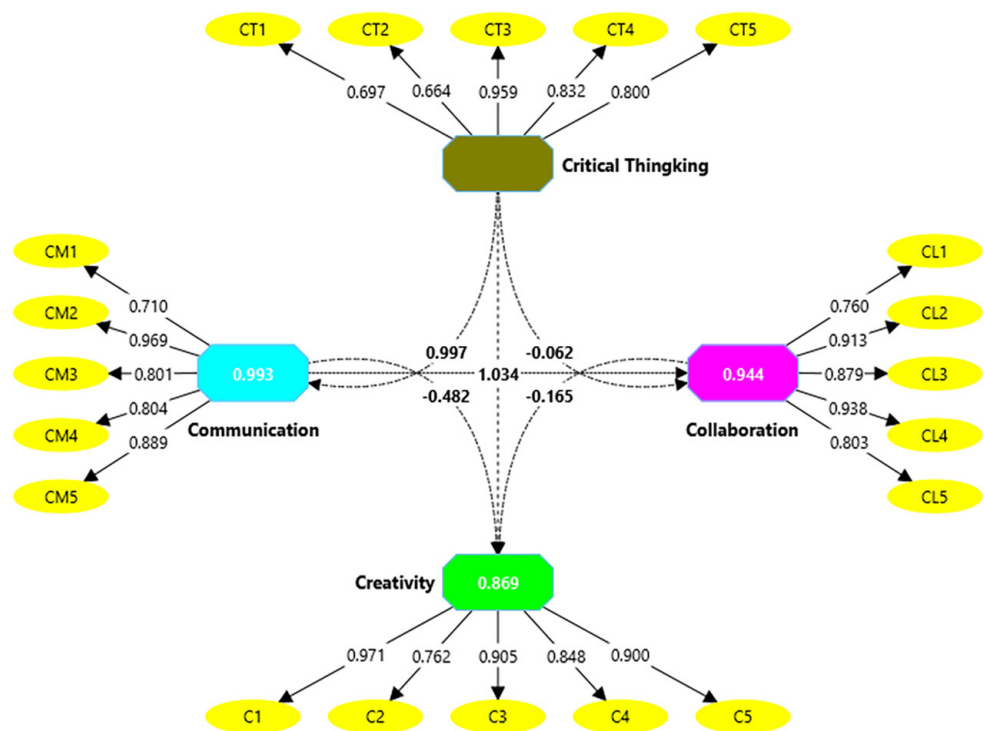 CT1 CT2 CT3 CT4 CT5
0.697 0.664 0.959 0.832 0.800
Critical Thingking
CM1
CM2
CM3
CM4
CM5
0.710
0.969
0.801
0.804
0.889
0.993
Communication
0.997 -0.062
1.034
-0.482 -0.165
0.944
Collaboration
0.760
0.913
0.879
0.938
0.803
CL1
CL2
CL3
CL4
CL5
Creativity 0.869
0.971 0.762 0.905 0.848 0.900
C1 C2 C3 C4 C5